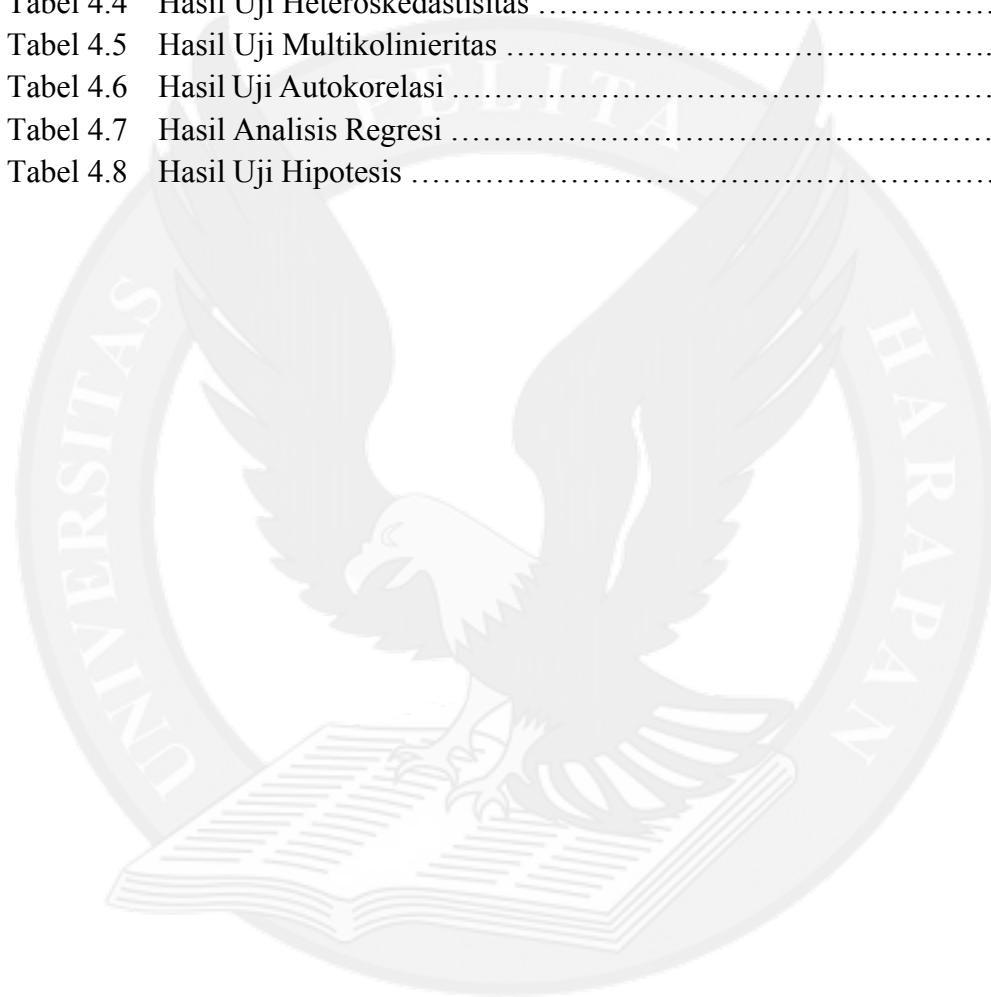 Tabel 4.4 Hasil Uji Heteroskedastisitas ……………………………………
Tabel 4.5 Hasil Uji Multikolinieritas ………………………………………..
Tabel 4.6 Hasil Uji Autokorelasi ……………………………………………
Tabel 4.7 Hasil Analisis Regresi ……………………………………………
Tabel 4.8 Hasil Uji Hipotesis ………………………………………………
UNIVERSITAS PELITA HARAPAN